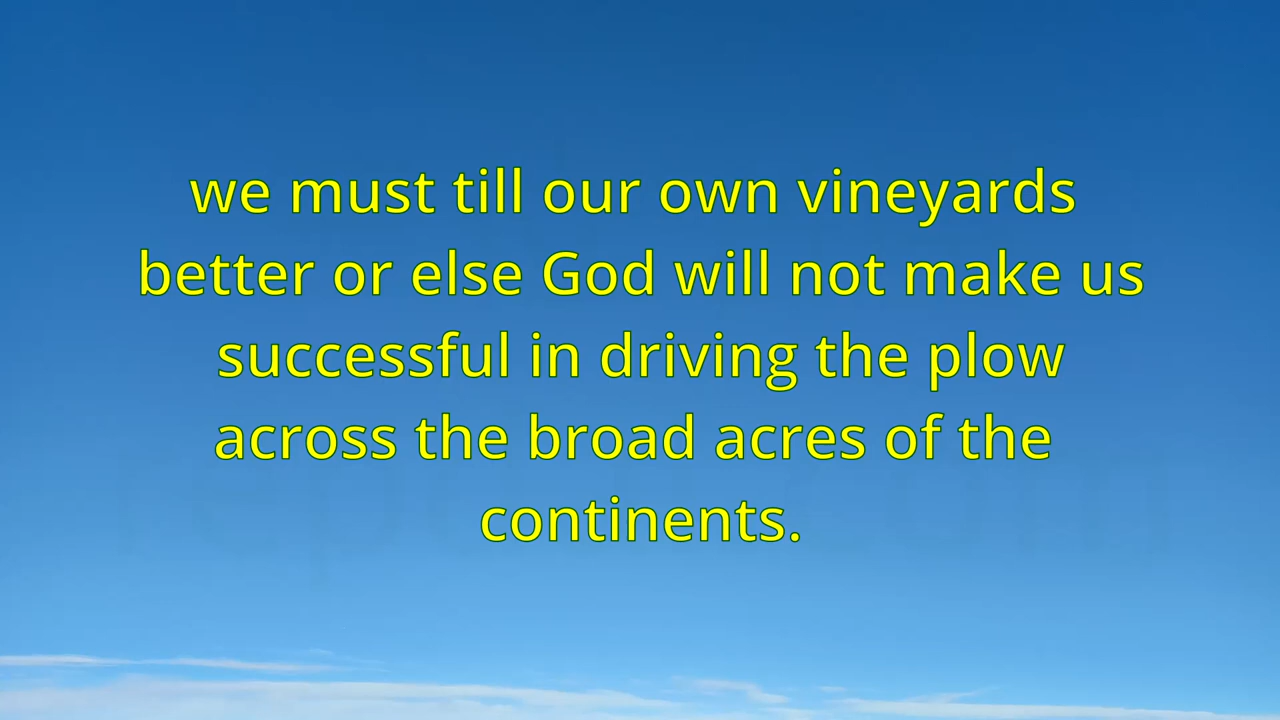 we must till our own vineyards
better or else God will not make us
successful in driving the plow
across the broad acres of the
continents.